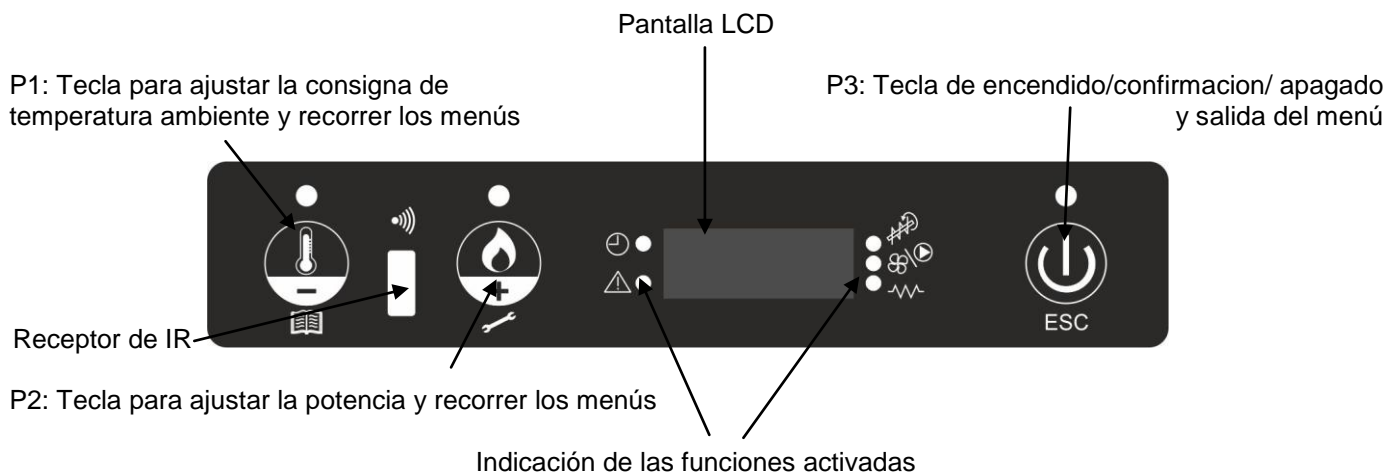 Pantalla LCD
P1: Tecla para ajustar la consigna de
temperatura ambiente y recorrer los menús
P3: Tecla de encendido/confirmacion/ apagado
y salida del menú
ESC
Receptor de IR
P2: Tecla para ajustar la potencia y recorrer los menús
Indicación de las funciones activadas